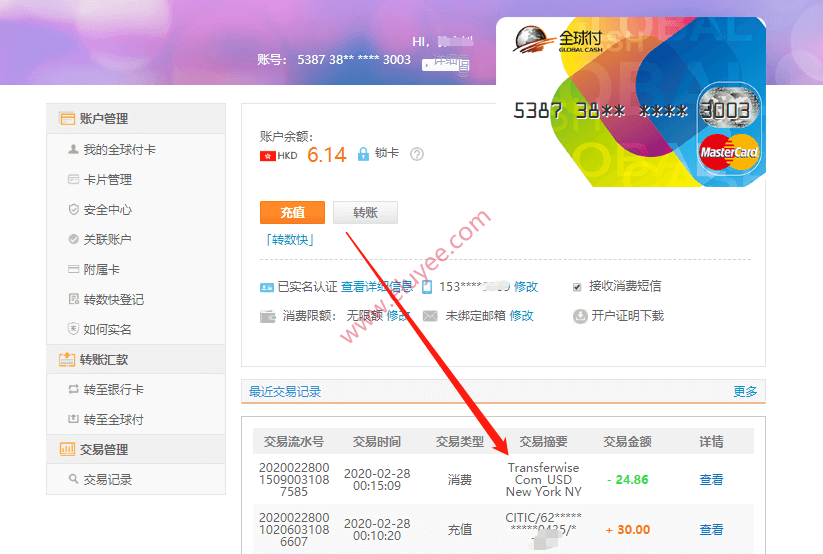 HI,
账号: 5387 38** **** 3003
详细
全球付
GLOBAL CASH
5387 38** **** 3003
MasterCard
账户管理
我的全球付卡
卡片管理
安全中心
关联账户
附属卡
转数快登记
如何实名
转账汇款
转至银行卡
转至全球付
交易管理
交易记录
账户余额:
HKD 6.14 锁卡 ?
充值 转账
「转数快」
已实名认证 查看详细信息 153**** 修改 接收消费短信
消费限额: 无限额 修改 未绑定邮箱 修改 开户证明下载
www.eluyee.com
最近交易记录 更多
交易流水号 交易时间 交易类型 交易摘要 交易金额 详情
2020022800
1509003108
7585
2020-02-28
00:15:09
消费
Transferwise
Com_USD
New York NY
- 24.86
查看
2020022800
1020603108
6607
2020-02-28
00:10:20
充值
CITIC/62*****
*****0425/*
+ 30.00
查看